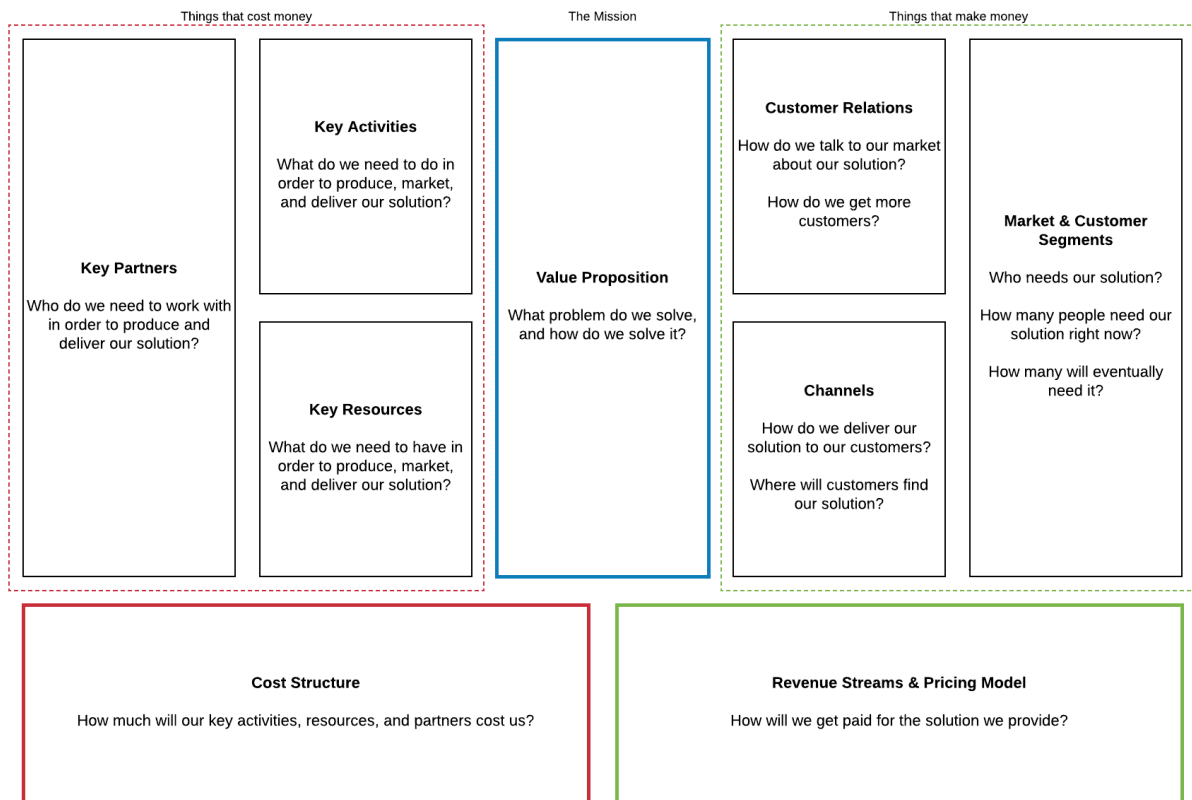 Things that cost money
The Mission
Things that make money
Key Partners
Who do we need to work with
in order to produce and
deliver our solution?
Key Activities
What do we need to do in
order to produce, market,
and deliver our solution?
Key Resources
What do we need to have in
order to produce, market,
and deliver our solution?
Value Proposition
What problem do we solve,
and how do we solve it?
Customer Relations
How do we talk to our market
about our solution?
How do we get more
customers?
Channels
How do we deliver our
solution to our customers?
Where will customers find
our solution?
Market & Customer
Segments
Who needs our solution?
How many people need our
solution right now?
How many will eventually
need it?
Cost Structure
How much will our key activities, resources, and partners cost us?
Revenue Streams & Pricing Model
How will we get paid for the solution we provide?